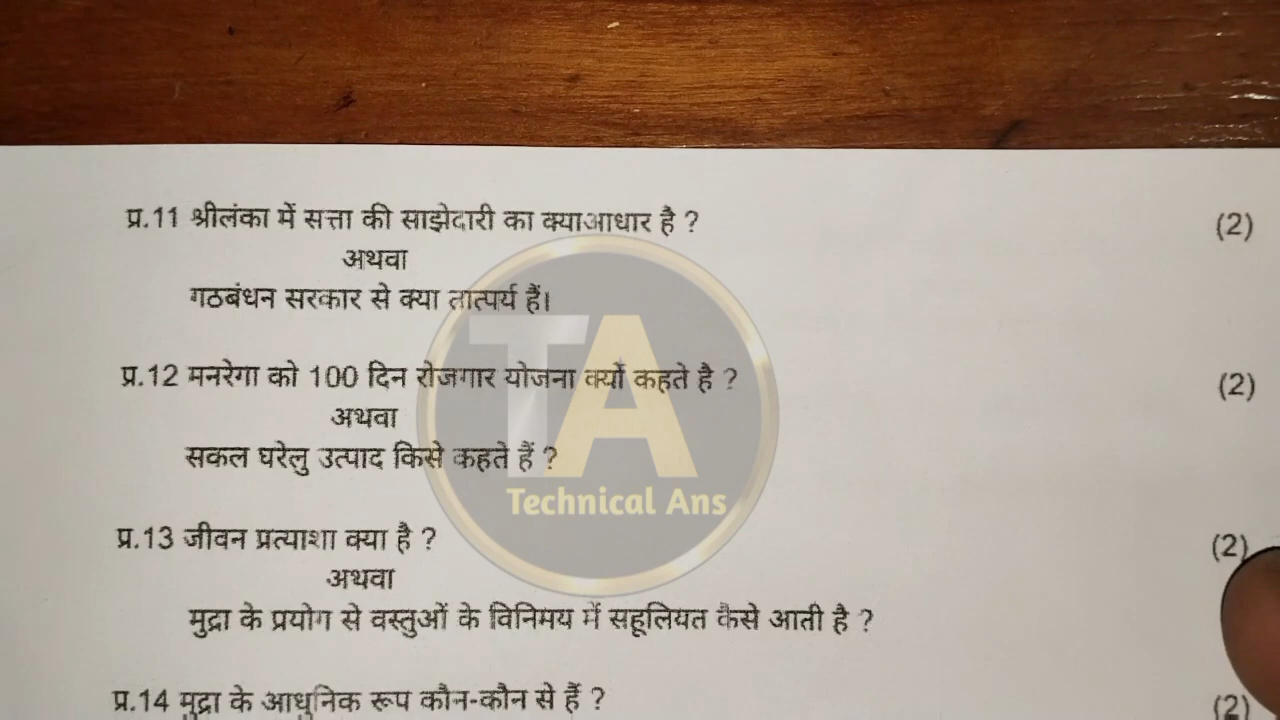 प्र.11 श्रीलंका में सत्ता की साझेदारी का क्याआधार है ? (2)
अथवा
गठबंधन सरकार से क्या तात्पर्य हैं।
प्र.12 मनरेगा को 100 दिन रोजगार योजना क्यों कहते है ? (2)
अथवा
सकल घरेलु उत्पाद किसे कहते हैं ?
TA
Technical Ans
प्र.13 जीवन प्रत्याशा क्या है ? (2)
अथवा
मुद्रा के प्रयोग से वस्तुओं के विनिमय में सहूलियत कैसे आती है ?
प्र.14 मुद्रा के आधुनिक रूप कौन-कौन से हैं ? (2)